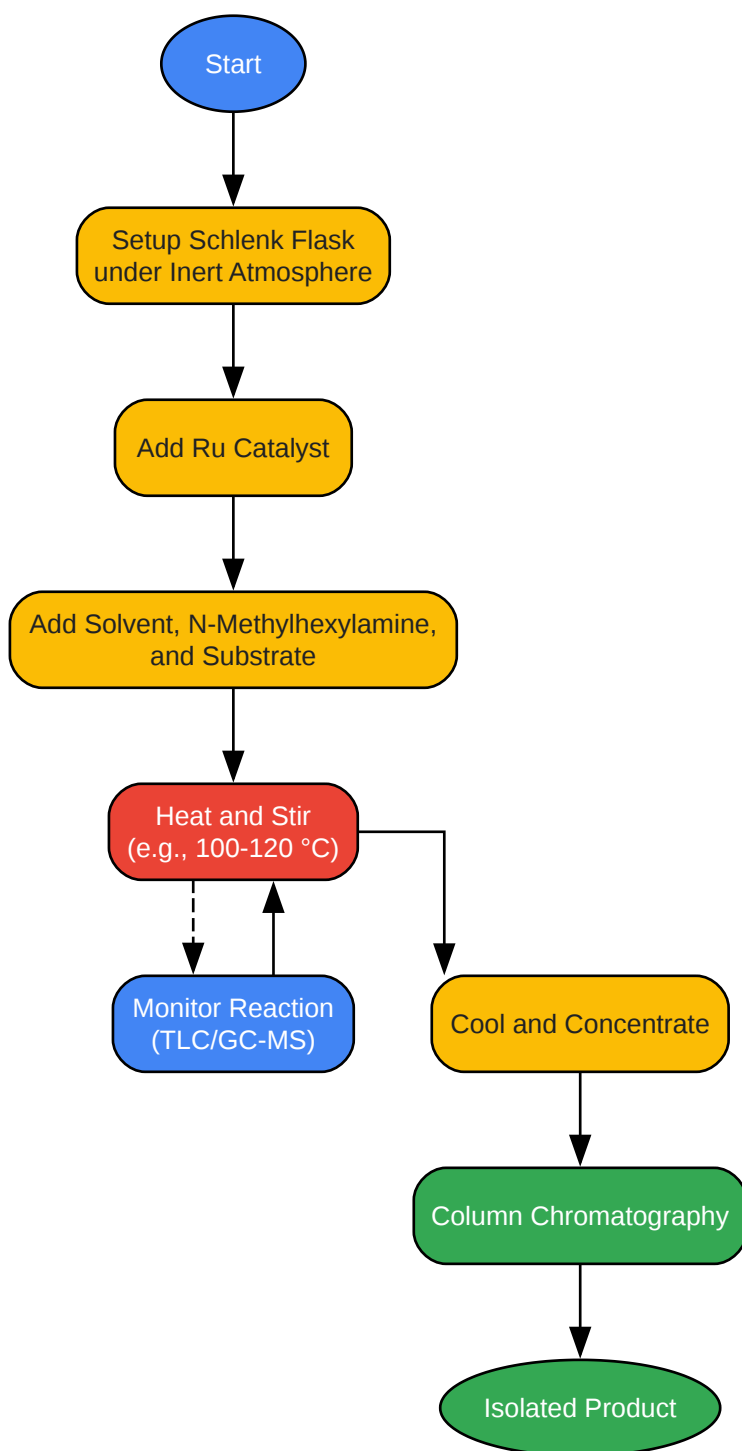 Start
Setup Schlenk Flask
under Inert Atmosphere
Add Ru Catalyst
Add Solvent, N-Methylhexylamine,
and Substrate
Heat and Stir
(e.g., 100-120 °C)
Monitor Reaction
(TLC/GC-MS)
Cool and Concentrate
Column Chromatography
Isolated Product